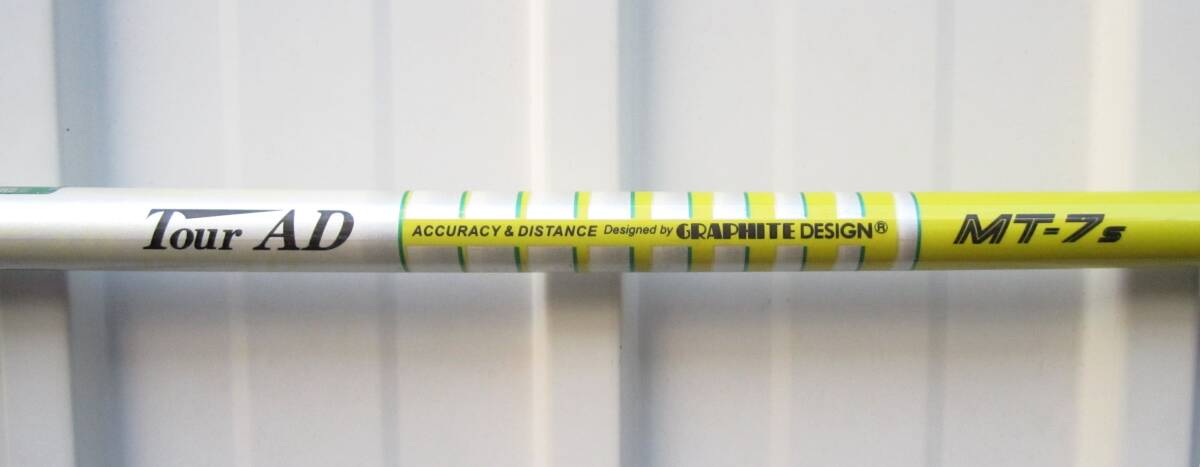 Tour AD
ACCURACY & DISTANCE Designed by GRAPHITE DESIGN®
MT-7s